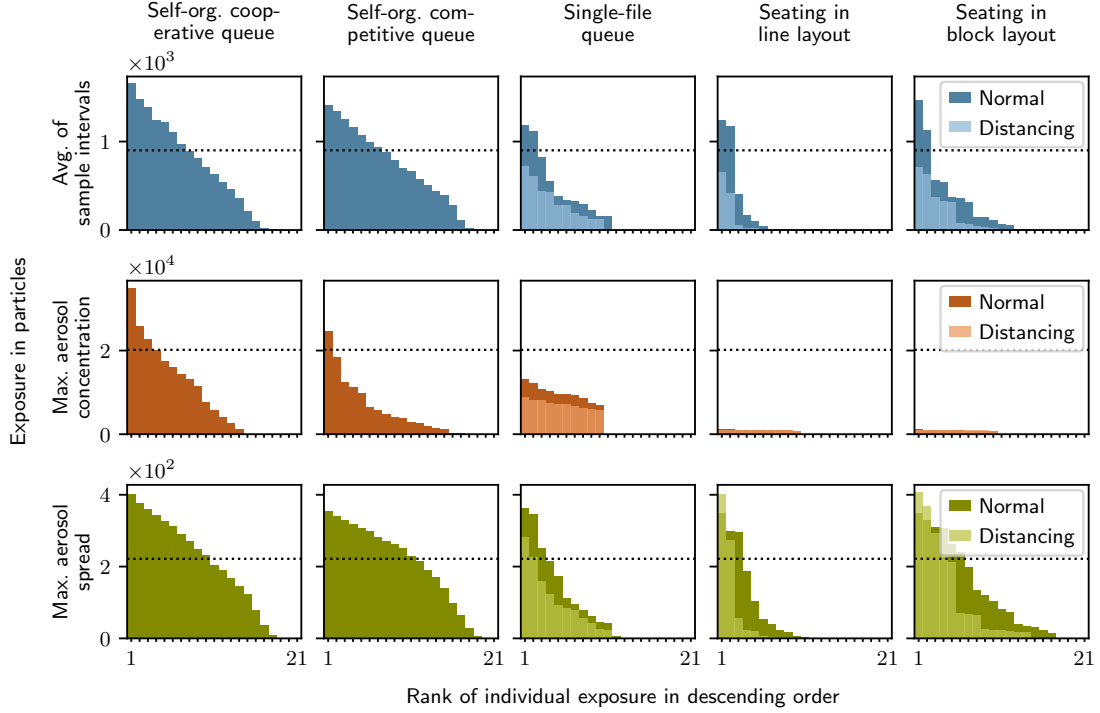 Self-org. coop-
erative queue
Self-org. com-
petitive queue
Single-file
queue
Seating in
line layout
Seating in
block layout
Exposure in particles
Avg. of
sample intervals
×10³
1
0
Normal
Distancing
Max. aerosol
concentration
×10⁴
2
0
Normal
Distancing
Max. aerosol
spread
×10²
4
2
0
Normal
Distancing
1 21 1 21 1 21 1 21 1 21
Rank of individual exposure in descending order